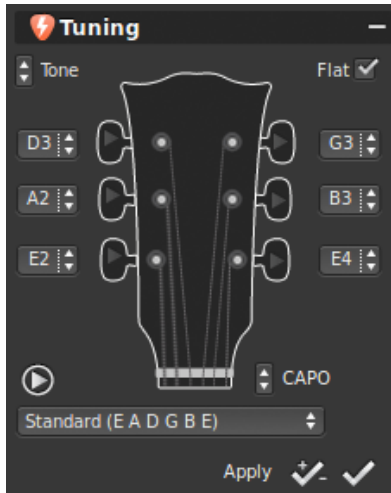 Tuning
Tone Flat
D3 G3
A2 B3
E2 E4
CAPO
Standard (E A D G B E)
Apply